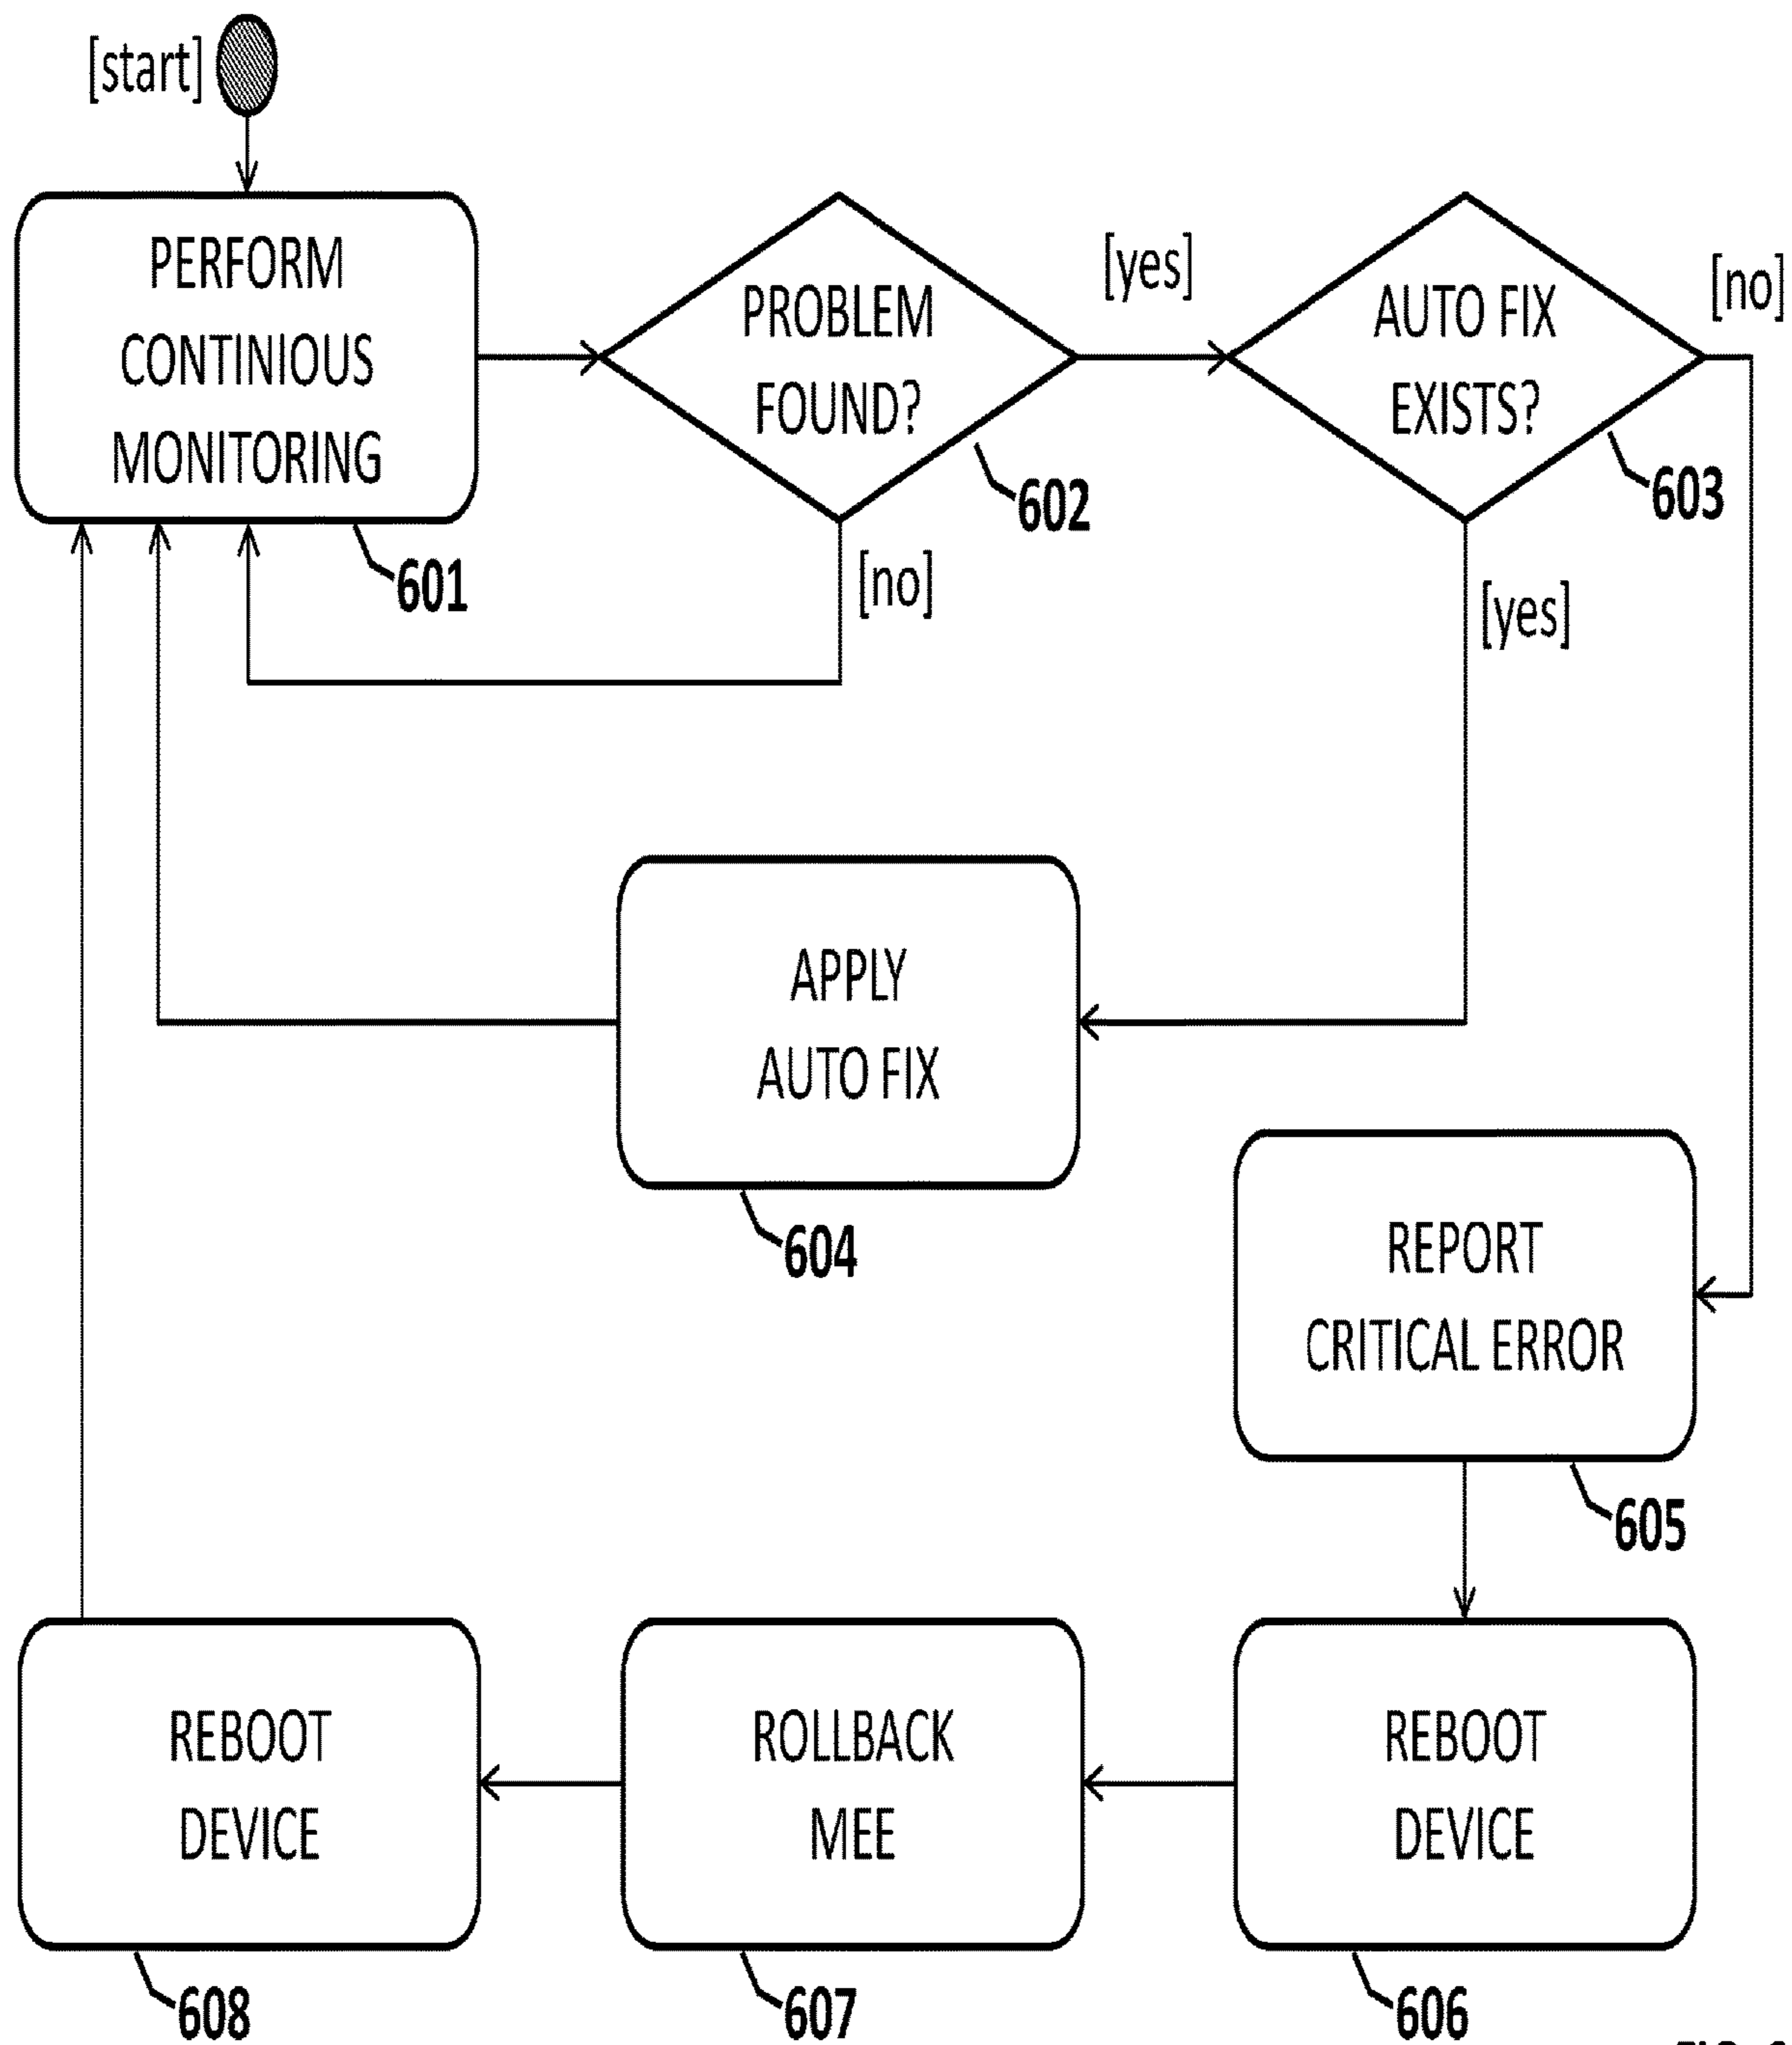 [start]
PERFORM
CONTINIOUS
MONITORING
601
PROBLEM
FOUND?
602
[yes]
[no]
AUTO FIX
EXISTS?
603
[no]
[yes]
APPLY
AUTO FIX
604
REPORT
CRITICAL ERROR
605
REBOOT
DEVICE
606
ROLLBACK
MEE
607
REBOOT
DEVICE
608